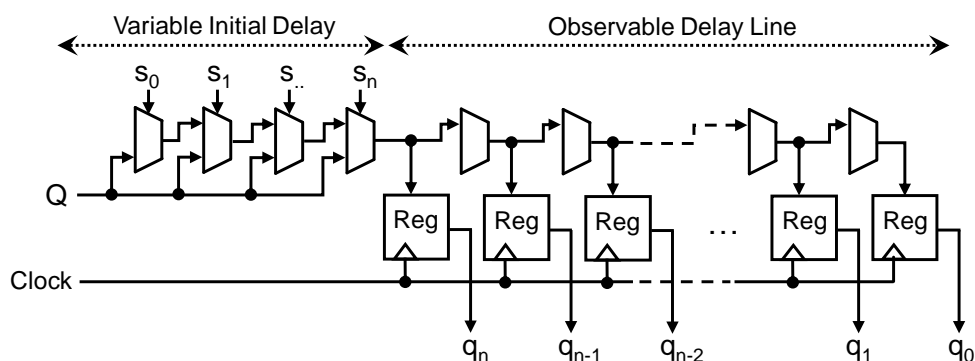 Variable Initial Delay
Observable Delay Line
s0 s1 s.. sn
Q
Reg Reg Reg ... Reg Reg
Clock
qn qn-1 qn-2 q1 q0